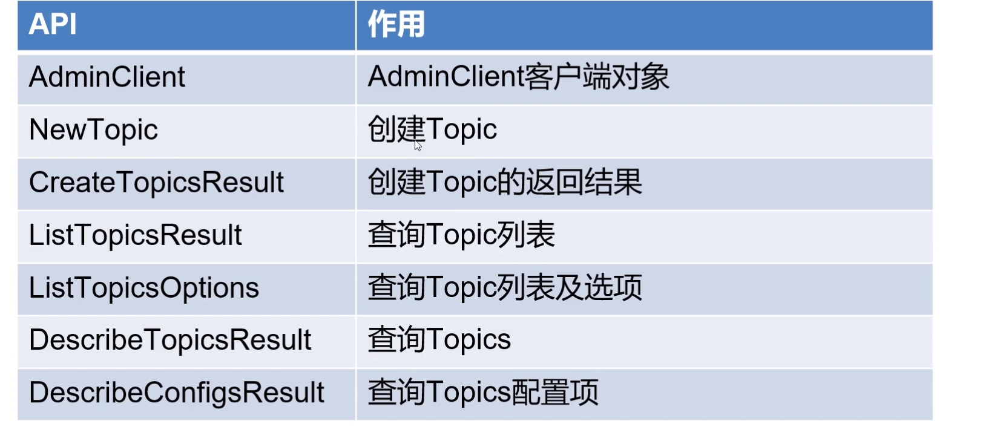 API 作用
AdminClient AdminClient客户端对象
NewTopic 创建Topic
CreateTopicsResult 创建Topic的返回结果
ListTopicsResult 查询Topic列表
ListTopicsOptions 查询Topic列表及选项
DescribeTopicsResult 查询Topics
DescribeConfigsResult 查询Topics配置项